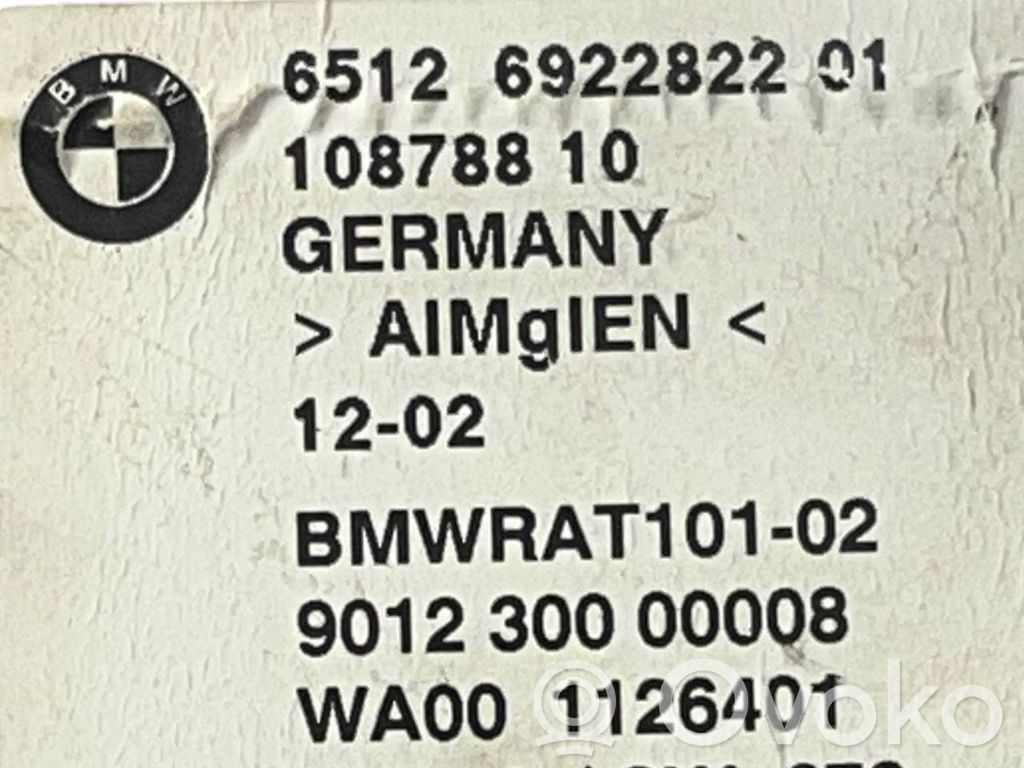 BMW
6512 6922822 01
108788 10
GERMANY
> AIMgIEN <
12-02
BMWRAT101-02
9012 300 00008
WA00 1126401
ovoko